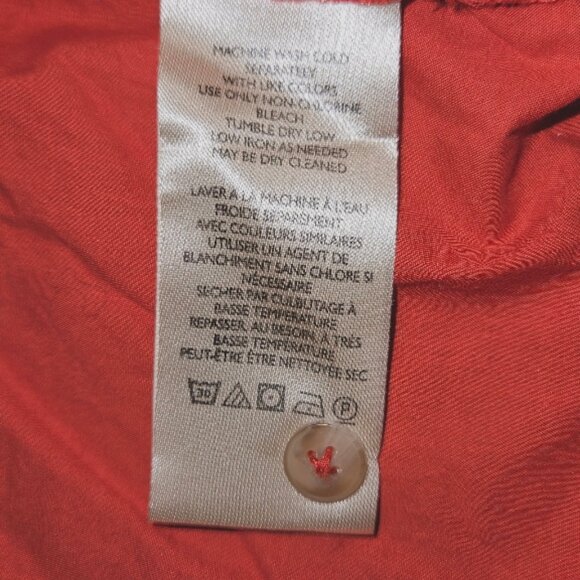 MACHINE WASH COLD
SEPARATELY
WITH LIKE COLORS
USE ONLY NON-CHLORINE
BLEACH
TUMBLE DRY LOW
LOW IRON AS NEEDED
MAY BE DRY CLEANED
LAVER A LA MACHINE À L'EAU
FROIDE SEPARSMENT
AVEC COULEURS SIMILAIRES
UTILISER UN AGENT DE
BLANCHIMENT SANS CHLORE SI
NÉCESSAIRE
SECHER PAR CULBUTAGE À
BASSE TEMPÉRATURE
REPASSER, AU BESOIN, À TRÈS
BASSE TEMPÉRATURE
PEUT-ÊTRE ÊTRE NETTOYÉE SEC
30 P